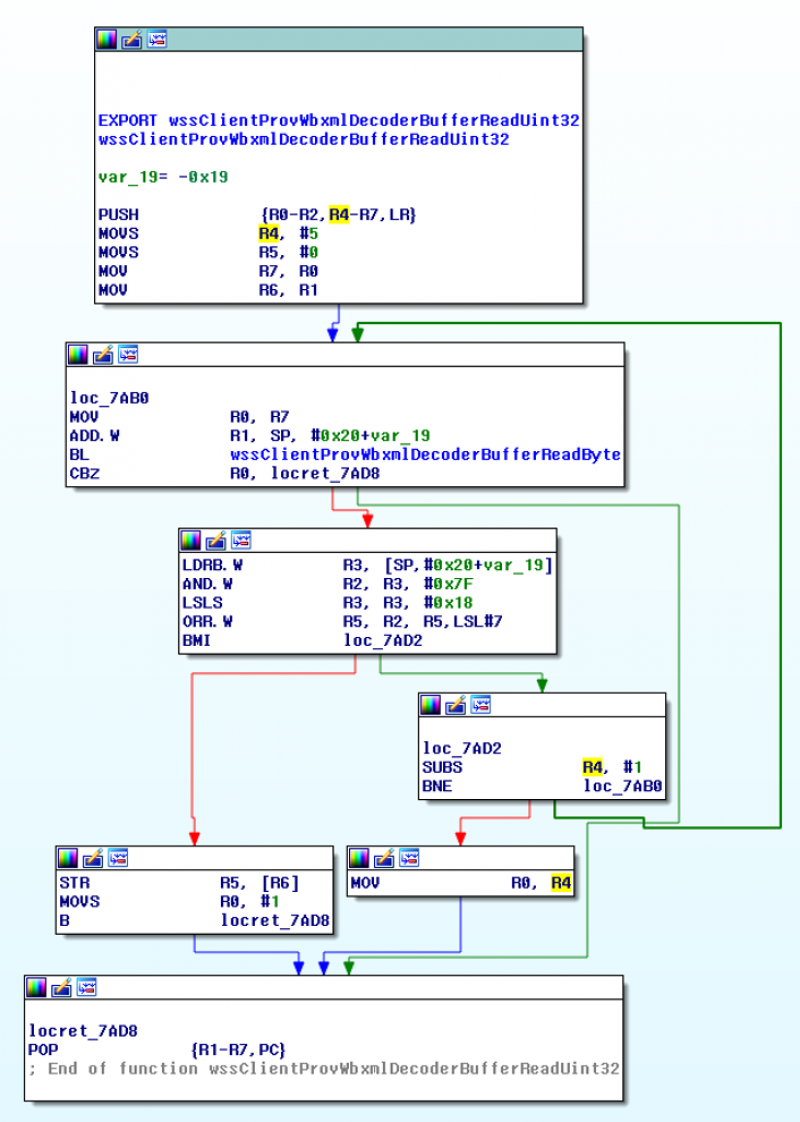 EXPORT wssClientProvWbxmlDecoderBufferReadUint32
wssClientProvWbxmlDecoderBufferReadUint32
var_19= -0x19
PUSH {R0-R2,R4-R7,LR}
MOVS R4, #5
MOVS R5, #0
MOV R7, R0
MOV R6, R1
loc_7AB0
MOV R0, R7
ADD.W R1, SP, #0x20+var_19
BL wssClientProvWbxmlDecoderBufferReadByte
CBZ R0, locret_7AD8
LDRB.W R3, [SP,#0x20+var_19]
AND.W R2, R3, #0x7F
LSLS R3, R3, #0x18
ORR.W R5, R2, R5,LSL#7
BMI loc_7AD2
loc_7AD2
SUBS R4, #1
BNE loc_7AB0
STR R5, [R6]
MOVS R0, #1
B locret_7AD8
MOV R0, R4
locret_7AD8
POP {R1-R7,PC}
; End of function wssClientProvWbxmlDecoderBufferReadUint32